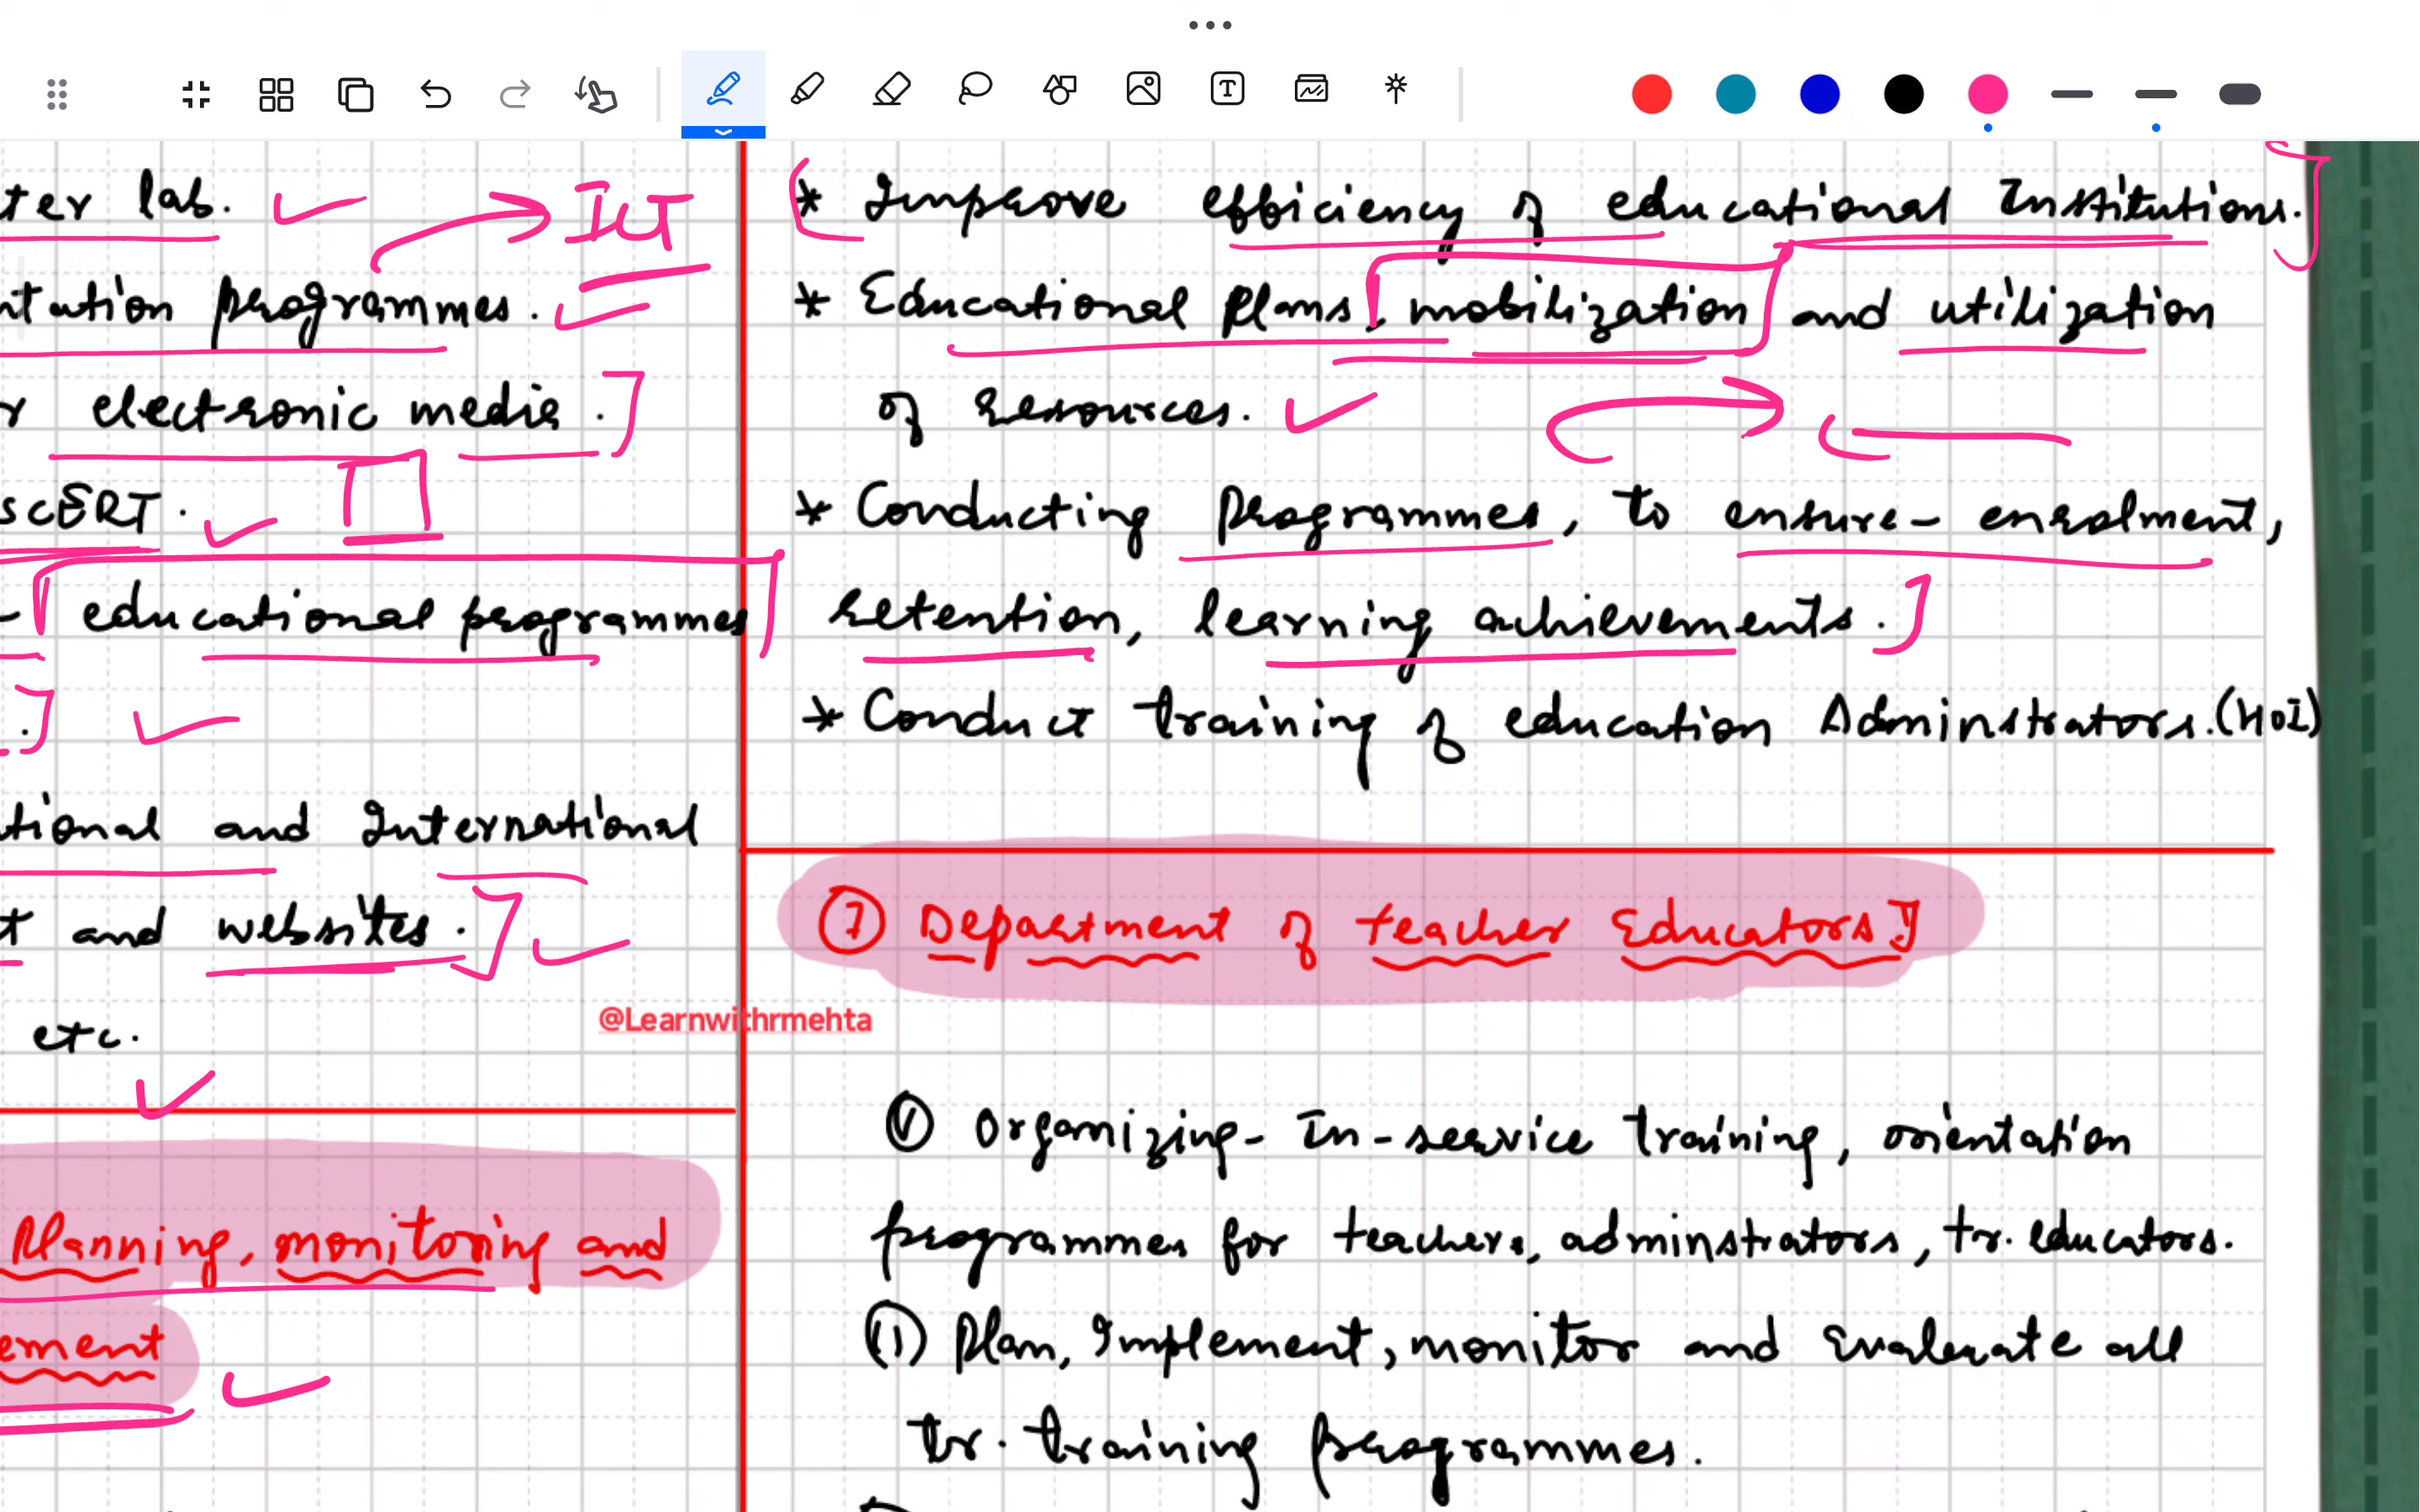 ter lab.
ICT
ntation programmes.
r electronic media.
SCERT.
- educational programmes
.
tional and International
t and websites.
etc.
Planning, monitoring and
ement
* Improve efficiency of educational Institutions.
* Educational Plans, mobilization and utilization
of Resources.
* Conducting Programmes, to ensure- enrolment,
retention, learning achievements.
* Conduct training of education Adminstrators. (HOI)
7 Department of teacher Educators
@Learnwithrmehta
Organizing- In-service training, orientation
programmes for teachers, adminstrators, tr. educators.
(11) Plan, Implement, monitor and Evaluate all
tr. training programmes.